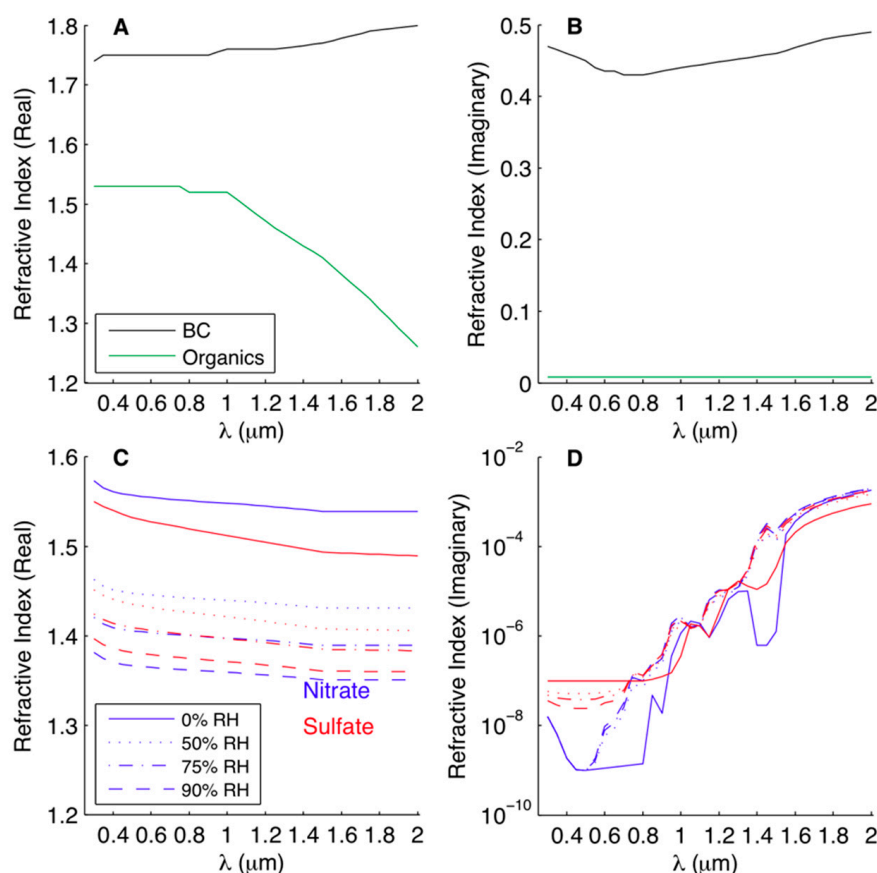 A
Refractive Index (Real)
1.8
1.7
1.6
1.5
1.4
1.3
1.2
BC
Organics
0.4 0.6 0.8 1 1.2 1.4 1.6 1.8 2
λ (μm)
B
Refractive Index (Imaginary)
0.5
0.4
0.3
0.2
0.1
0
0.4 0.6 0.8 1 1.2 1.4 1.6 1.8 2
λ (μm)
C
Refractive Index (Real)
1.6
1.5
1.4
1.3
1.2
Nitrate
Sulfate
0% RH
50% RH
75% RH
90% RH
0.4 0.6 0.8 1 1.2 1.4 1.6 1.8 2
λ (μm)
D
Refractive Index (Imaginary)
10⁻²
10⁻⁴
10⁻⁶
10⁻⁸
10⁻¹⁰
0.4 0.6 0.8 1 1.2 1.4 1.6 1.8 2
λ (μm)